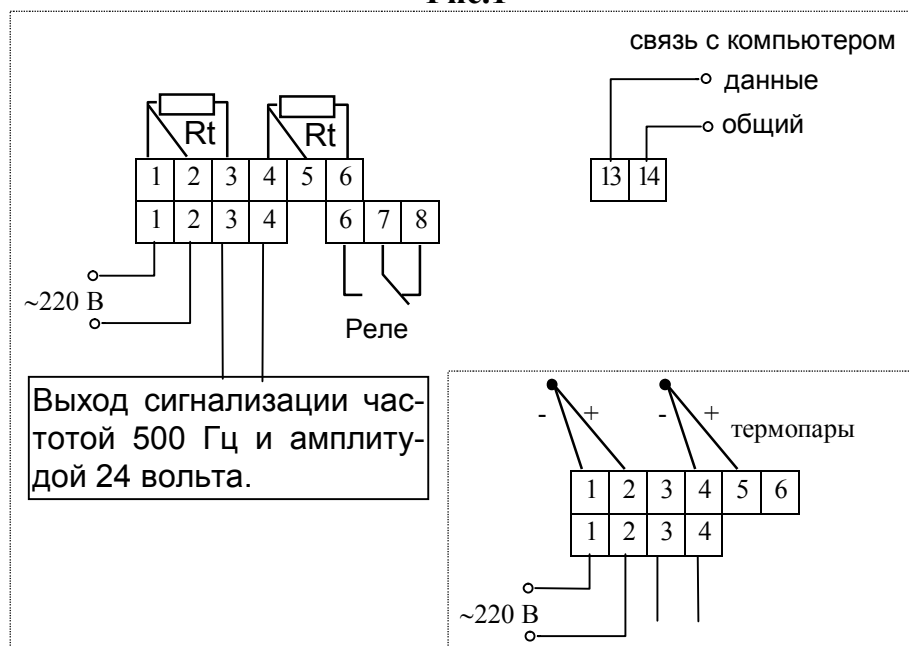 связь с компьютером
данные
общий
Rt Rt
1 2 3 4 5 6
13 14
1 2 3 4 6 7 8
~220 В
Реле
Выход сигнализации час-
тотой 500 Гц и амплиту-
дой 24 вольта.
- + - +
термопары
1 2 3 4 5 6
1 2 3 4
~220 В